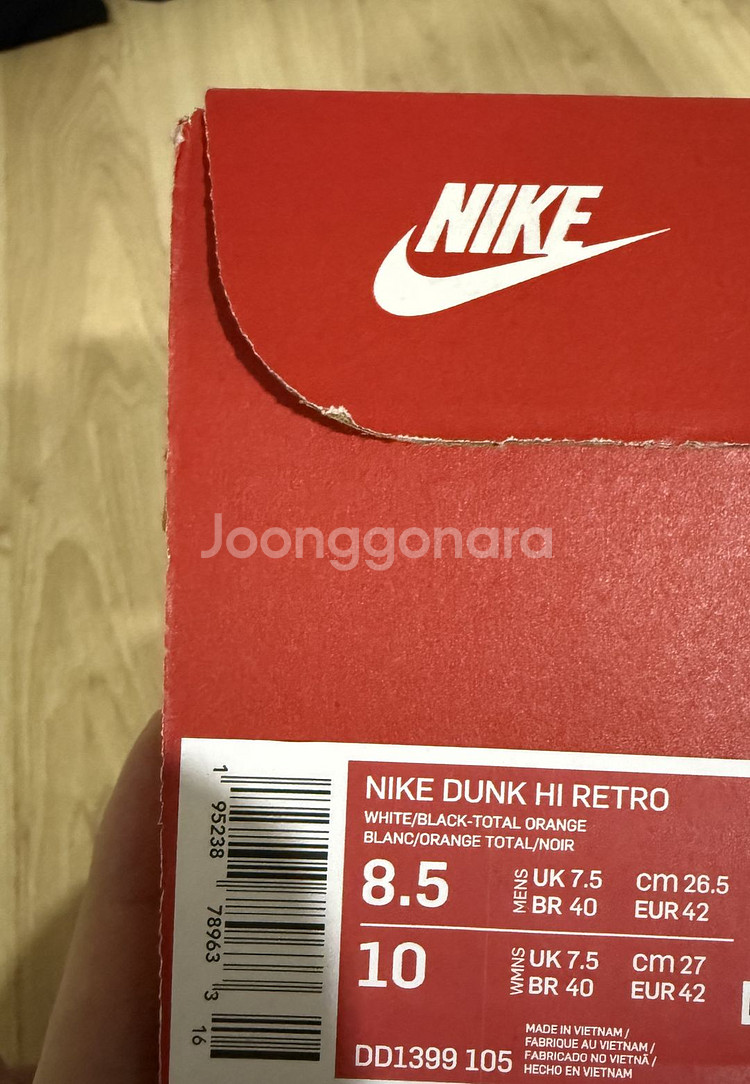 NIKE
Joonggonara
NIKE DUNK HI RETRO
WHITE/BLACK-TOTAL ORANGE
BLANC/ORANGE TOTAL/NOIR
8.5 MENS UK 7.5 cm 26.5
BR 40 EUR 42
10 WMNS UK 7.5 cm 27
BR 40 EUR 42
DD1399 105
MADE IN VIETNAM /
FABRIQUE AU VIETNAM /
FABRICADO NO VIETNÃ /
HECHO EN VIETNAM
1 95238 78963 3 16